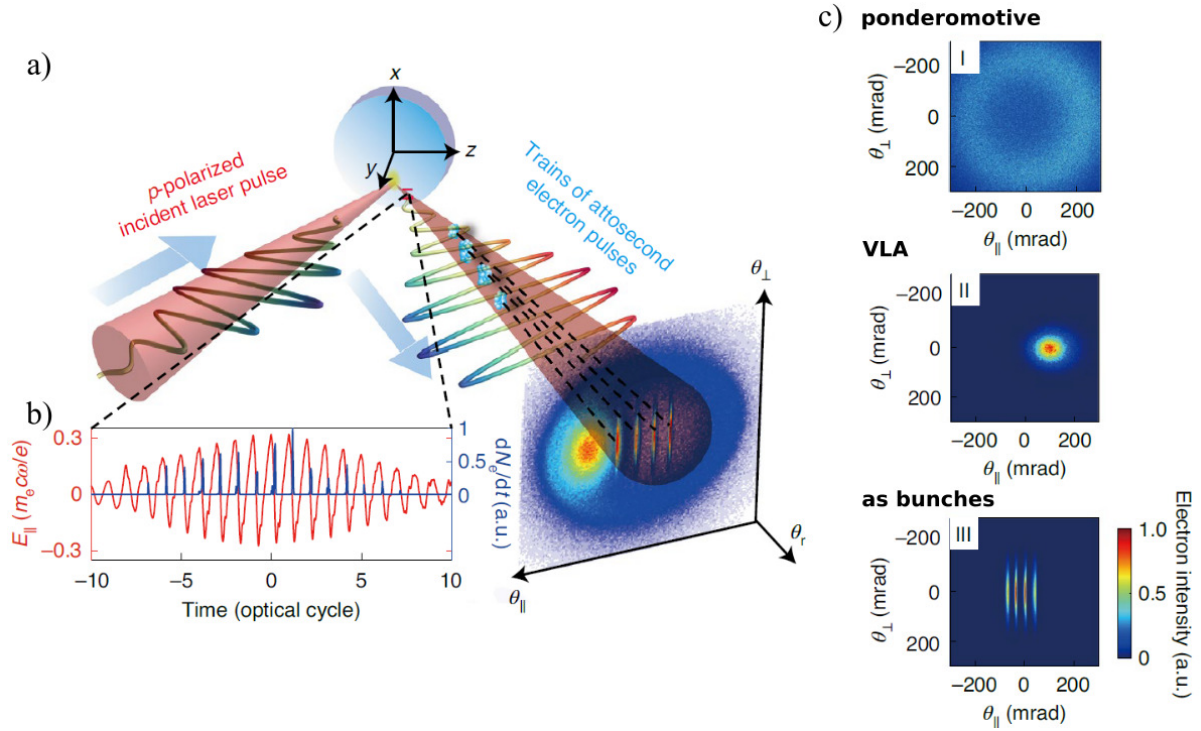 a)
x
z
y
p-polarized
incident laser pulse
Trains of attosecond
electron pulses
θ⊥
θr
θ||
b)
E|| (mₑcω/e)
0.3
0
−0.3
1
0.5
0
dNₑ/dt (a.u.)
−10 −5 0 5 10
Time (optical cycle)
c)
ponderomotive
I
θ⊥ (mrad)
−200
0
200
−200 0 200
θ|| (mrad)
VLA
II
θ⊥ (mrad)
−200
0
200
−200 0 200
θ|| (mrad)
as bunches
III
θ⊥ (mrad)
−200
0
200
−200 0 200
θ|| (mrad)
1.0
0.5
0
Electron intensity (a.u.)